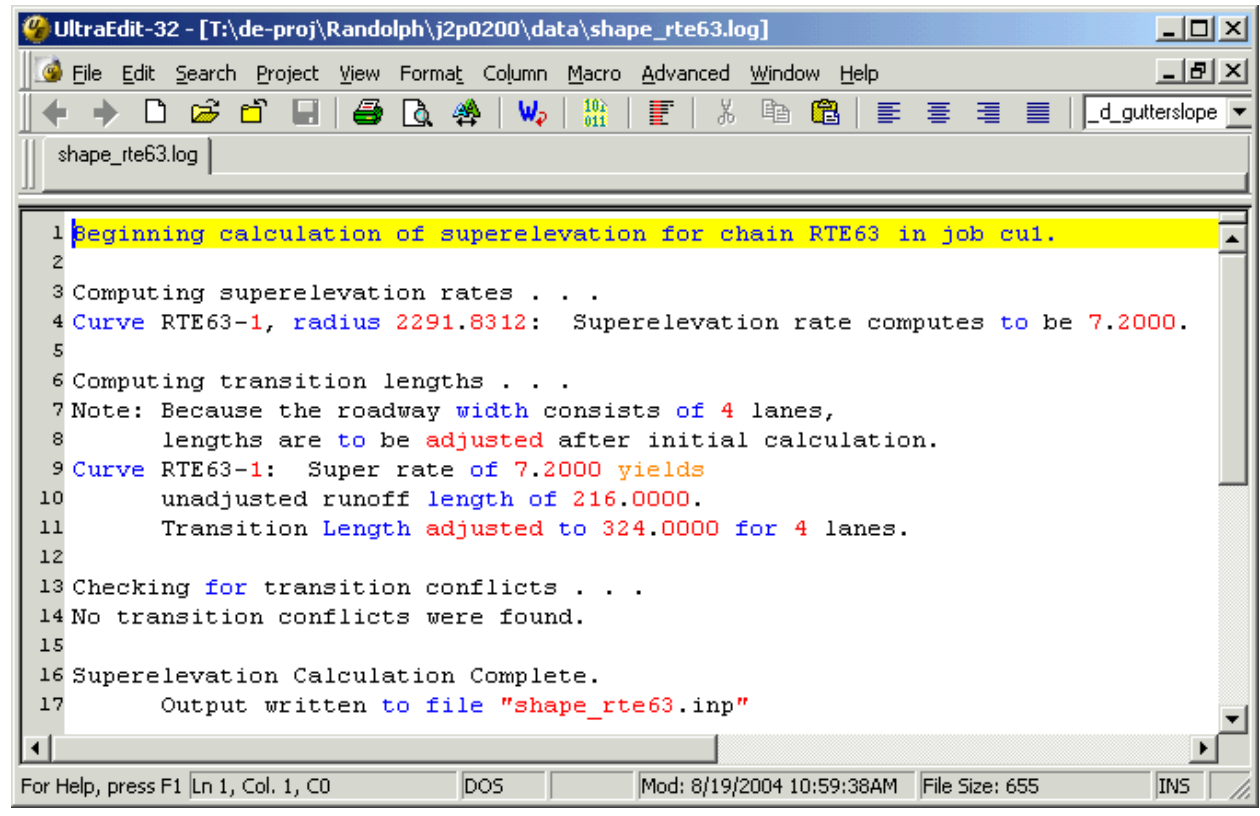 UltraEdit-32 - [T:\de-proj\Randolph\j2p0200\data\shape_rte63.log]
File Edit Search Project View Format Column Macro Advanced Window Help
_d_gutterslope
shape_rte63.log
1 Beginning calculation of superelevation for chain RTE63 in job cu1.
2
3 Computing superelevation rates . . .
4 Curve RTE63-1, radius 2291.8312:  Superelevation rate computes to be 7.2000.
5
6 Computing transition lengths . . .
7 Note: Because the roadway width consists of 4 lanes,
8       lengths are to be adjusted after initial calculation.
9 Curve RTE63-1:  Super rate of 7.2000 yields
10       unadjusted runoff length of 216.0000.
11       Transition Length adjusted to 324.0000 for 4 lanes.
12
13 Checking for transition conflicts . . .
14 No transition conflicts were found.
15
16 Superelevation Calculation Complete.
17       Output written to file "shape_rte63.inp"
For Help, press F1 Ln 1, Col. 1, C0 DOS Mod: 8/19/2004 10:59:38AM File Size: 655 INS